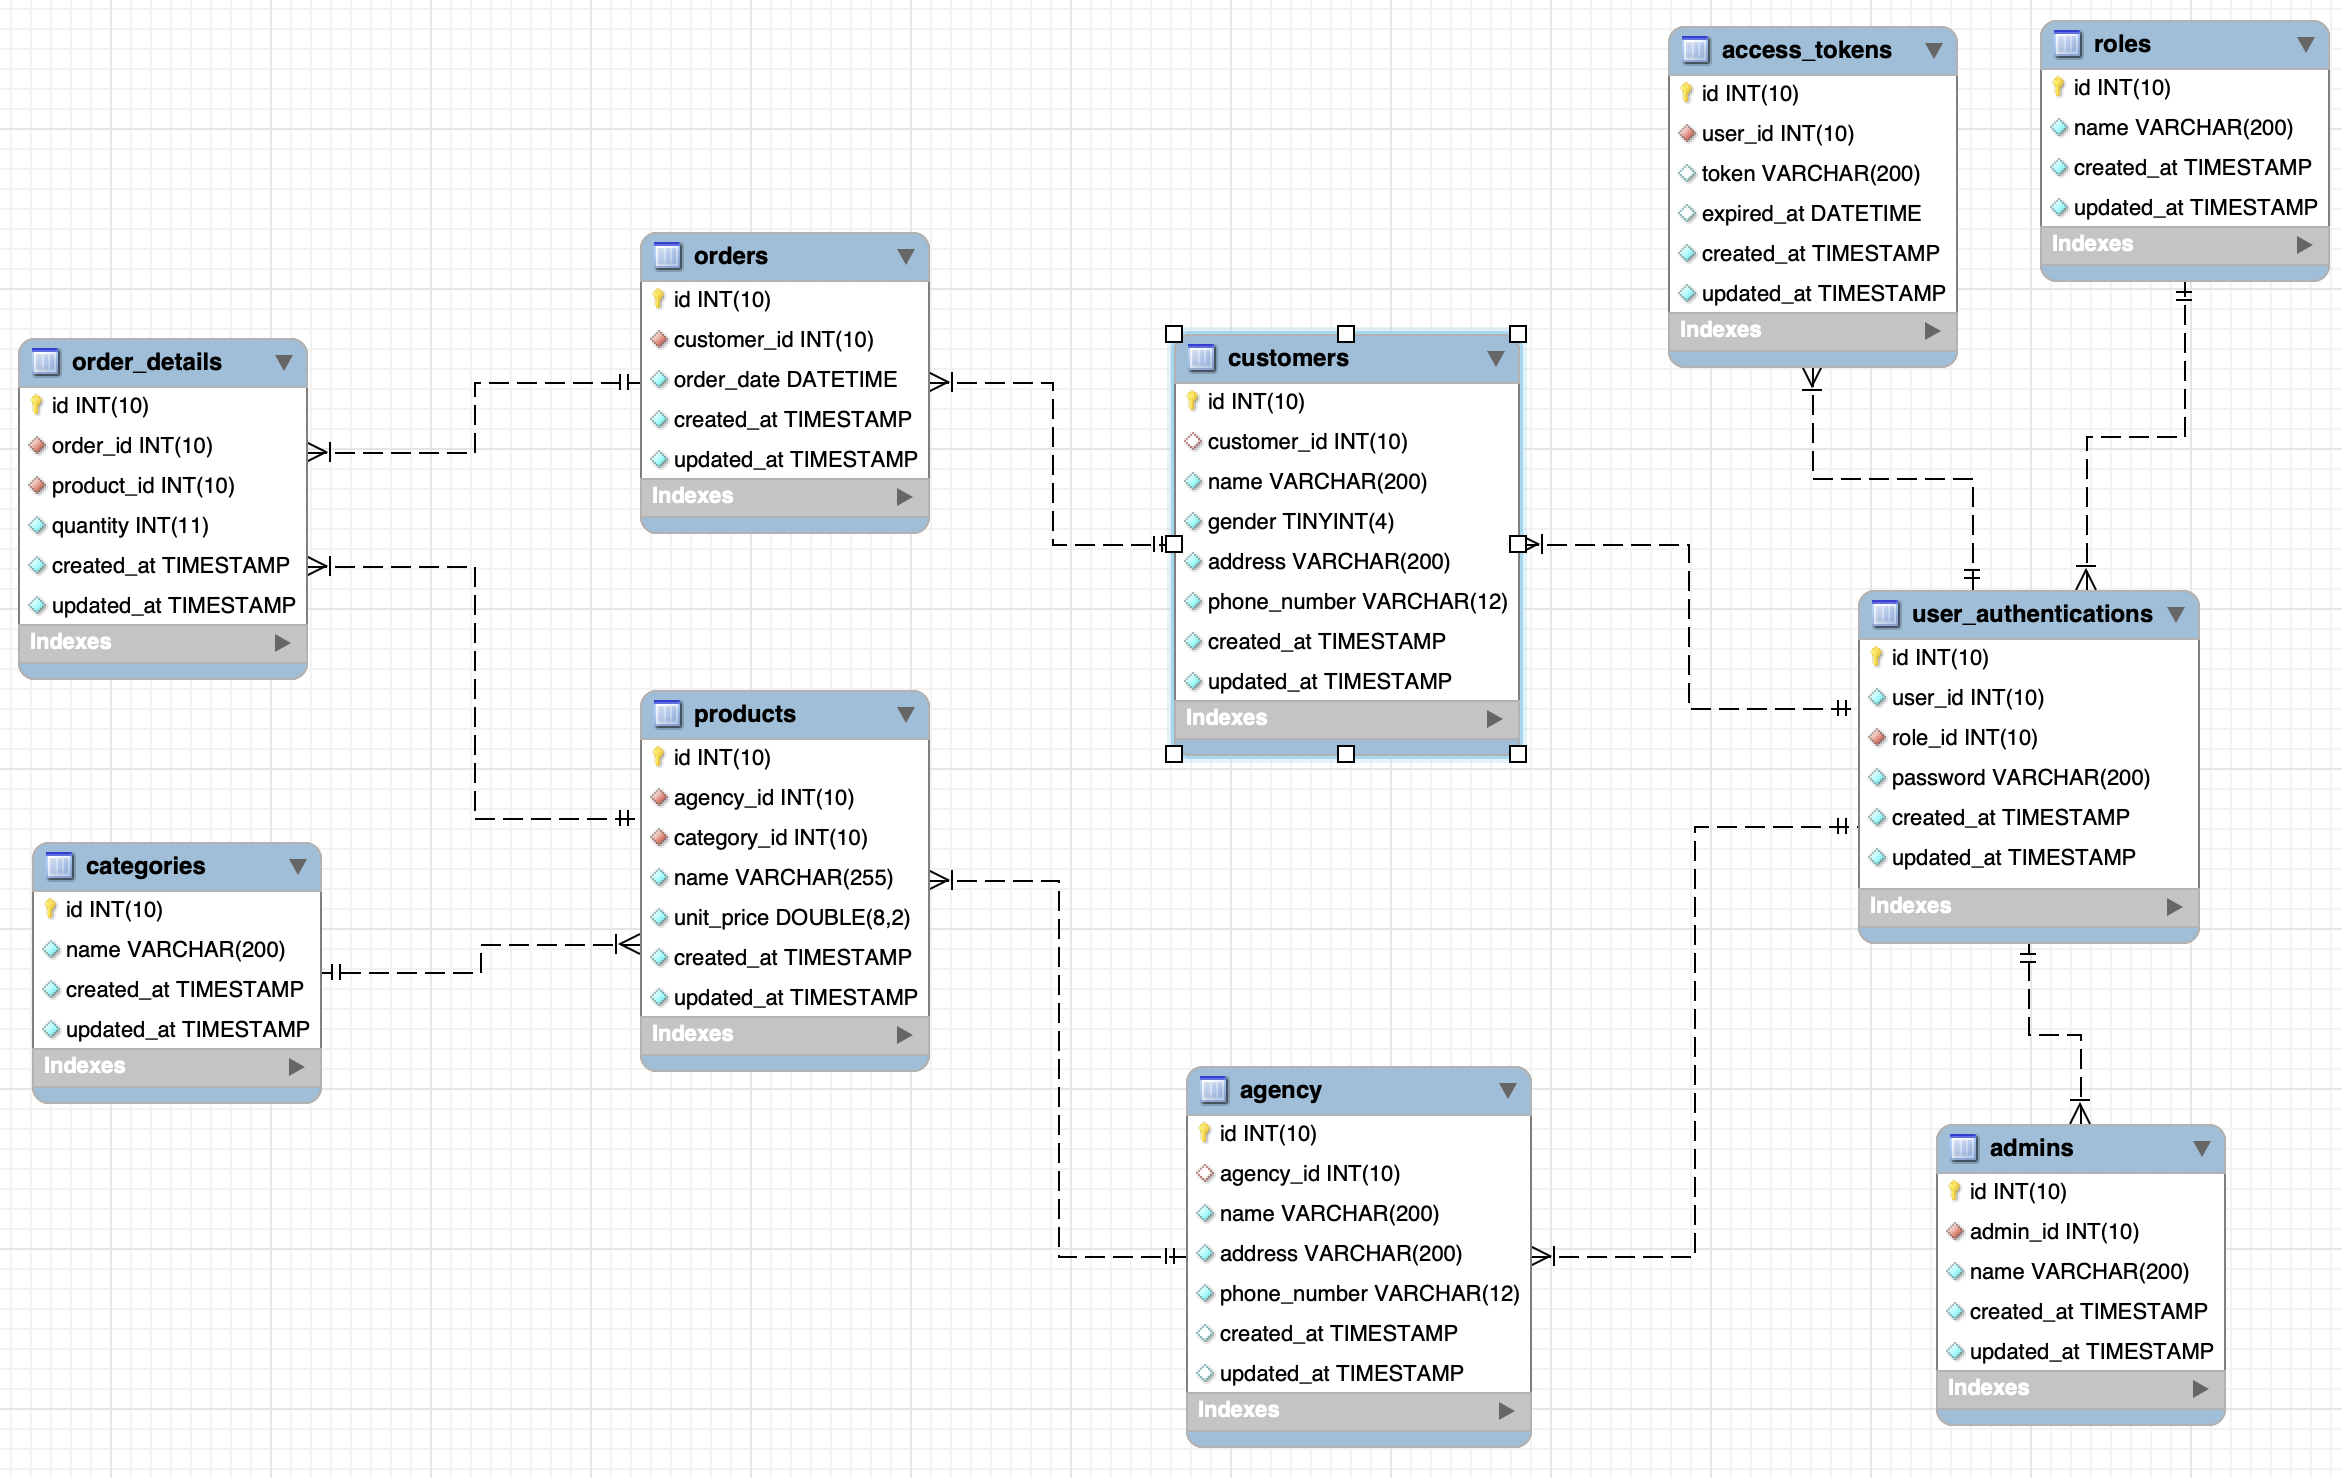 access_tokens
id INT(10)
user_id INT(10)
token VARCHAR(200)
expired_at DATETIME
created_at TIMESTAMP
updated_at TIMESTAMP
Indexes
roles
id INT(10)
name VARCHAR(200)
created_at TIMESTAMP
updated_at TIMESTAMP
Indexes
orders
id INT(10)
customer_id INT(10)
order_date DATETIME
created_at TIMESTAMP
updated_at TIMESTAMP
Indexes
order_details
id INT(10)
order_id INT(10)
product_id INT(10)
quantity INT(11)
created_at TIMESTAMP
updated_at TIMESTAMP
Indexes
customers
id INT(10)
customer_id INT(10)
name VARCHAR(200)
gender TINYINT(4)
address VARCHAR(200)
phone_number VARCHAR(12)
created_at TIMESTAMP
updated_at TIMESTAMP
Indexes
user_authentications
id INT(10)
user_id INT(10)
role_id INT(10)
password VARCHAR(200)
created_at TIMESTAMP
updated_at TIMESTAMP
Indexes
products
id INT(10)
agency_id INT(10)
category_id INT(10)
name VARCHAR(255)
unit_price DOUBLE(8,2)
created_at TIMESTAMP
updated_at TIMESTAMP
Indexes
categories
id INT(10)
name VARCHAR(200)
created_at TIMESTAMP
updated_at TIMESTAMP
Indexes
agency
id INT(10)
agency_id INT(10)
name VARCHAR(200)
address VARCHAR(200)
phone_number VARCHAR(12)
created_at TIMESTAMP
updated_at TIMESTAMP
Indexes
admins
id INT(10)
admin_id INT(10)
name VARCHAR(200)
created_at TIMESTAMP
updated_at TIMESTAMP
Indexes